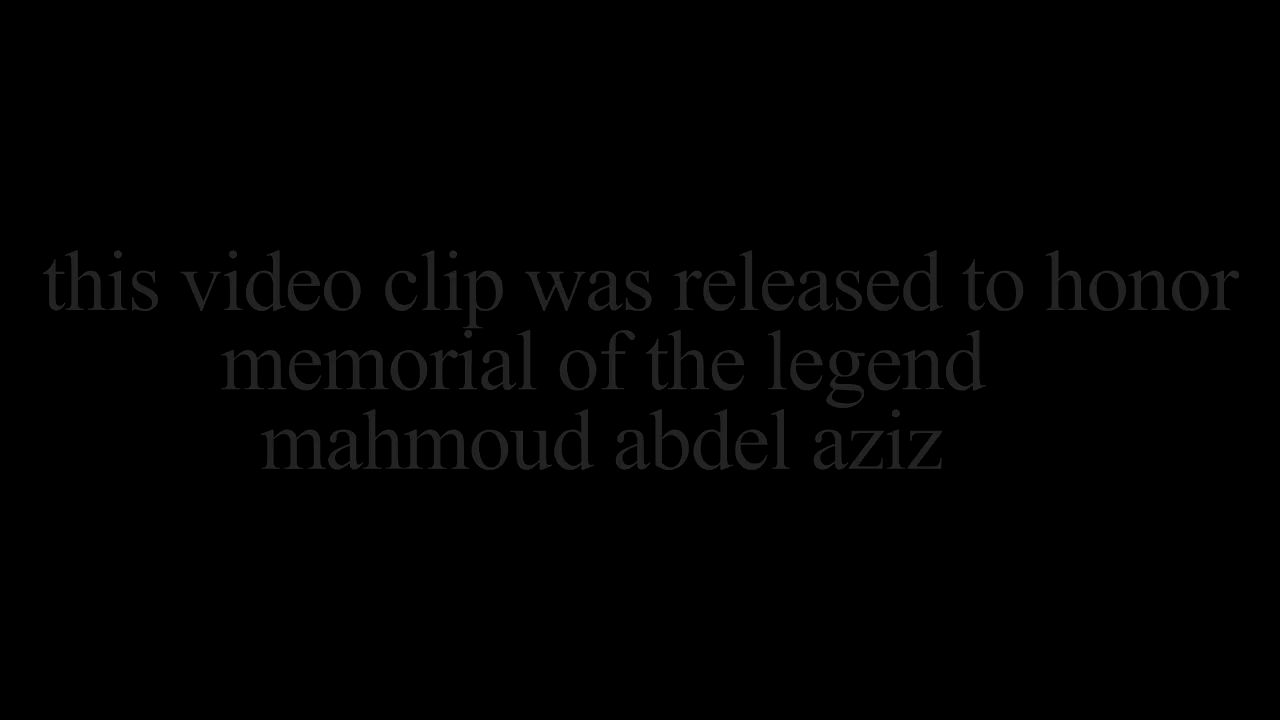 this video clip was released to honor
memorial of the legend
mahmoud abdel aziz